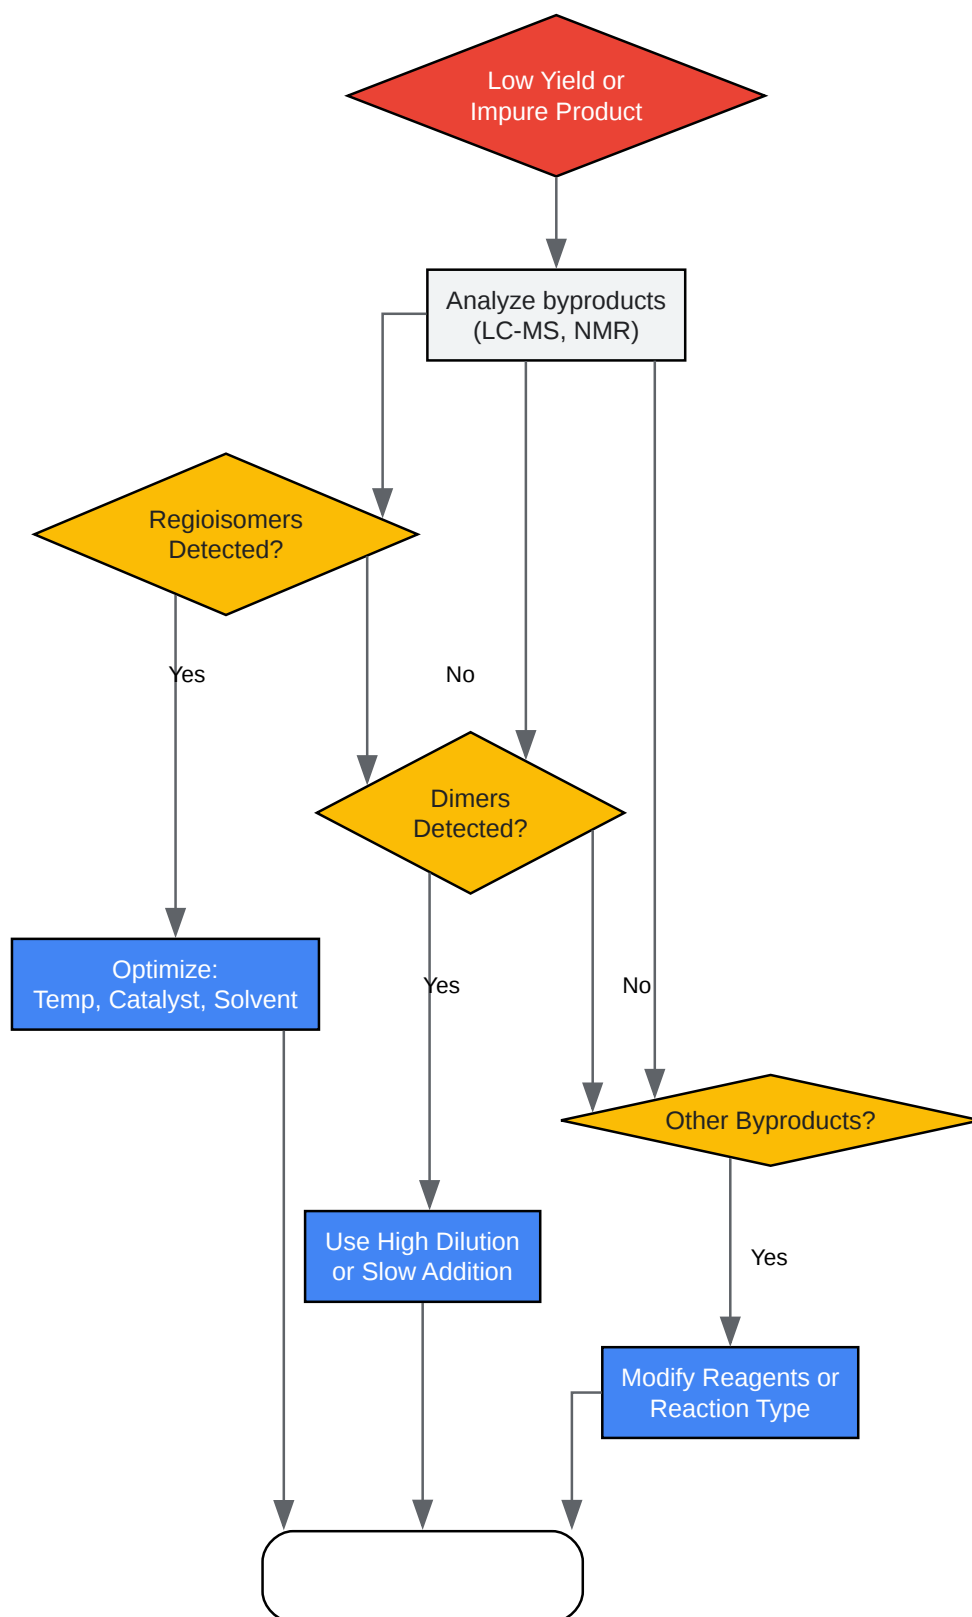 Low Yield or
Impure Product
Analyze byproducts
(LC-MS, NMR)
Regioisomers
Detected?
Yes
No
Dimers
Detected?
Optimize:
Temp, Catalyst, Solvent
Yes
No
Other Byproducts?
Use High Dilution
or Slow Addition
Yes
Modify Reagents or
Reaction Type